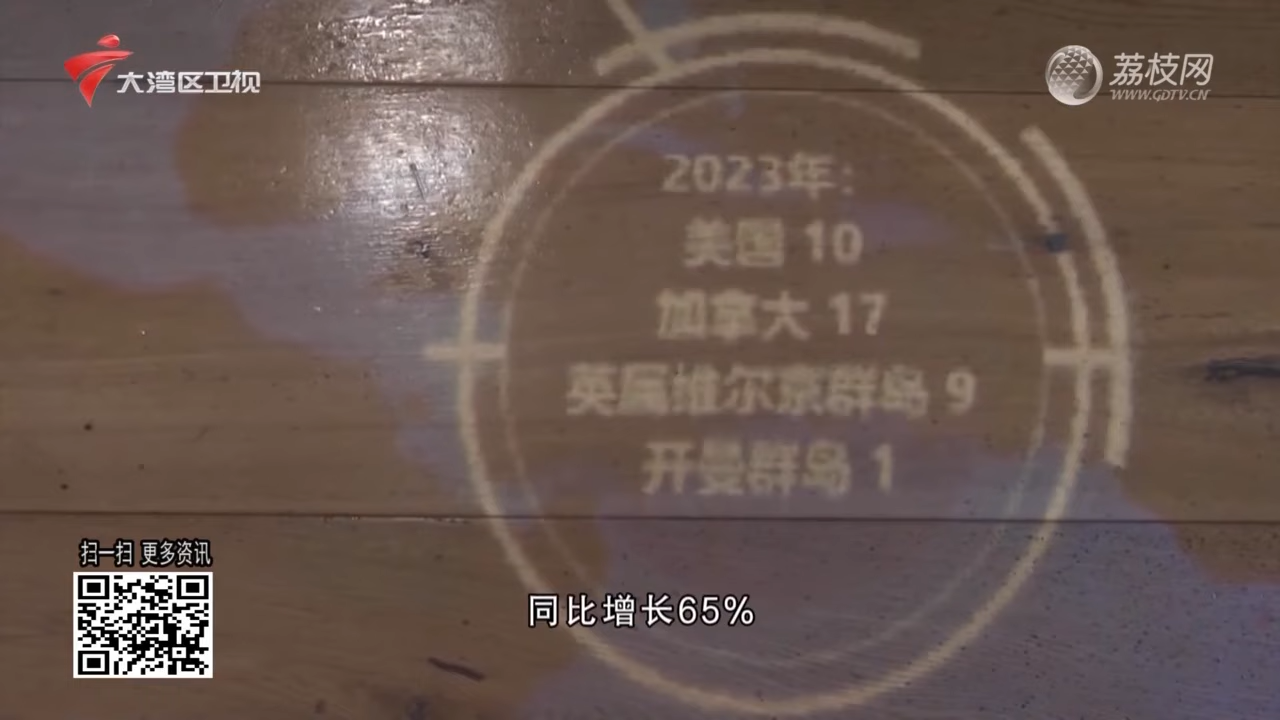 大湾区卫视
荔枝网
WWW.GDTV.CN
2023年:
美国 10
加拿大 17
英属维尔京群岛 9
开曼群岛 1
扫一扫 更多资讯
同比增长65%